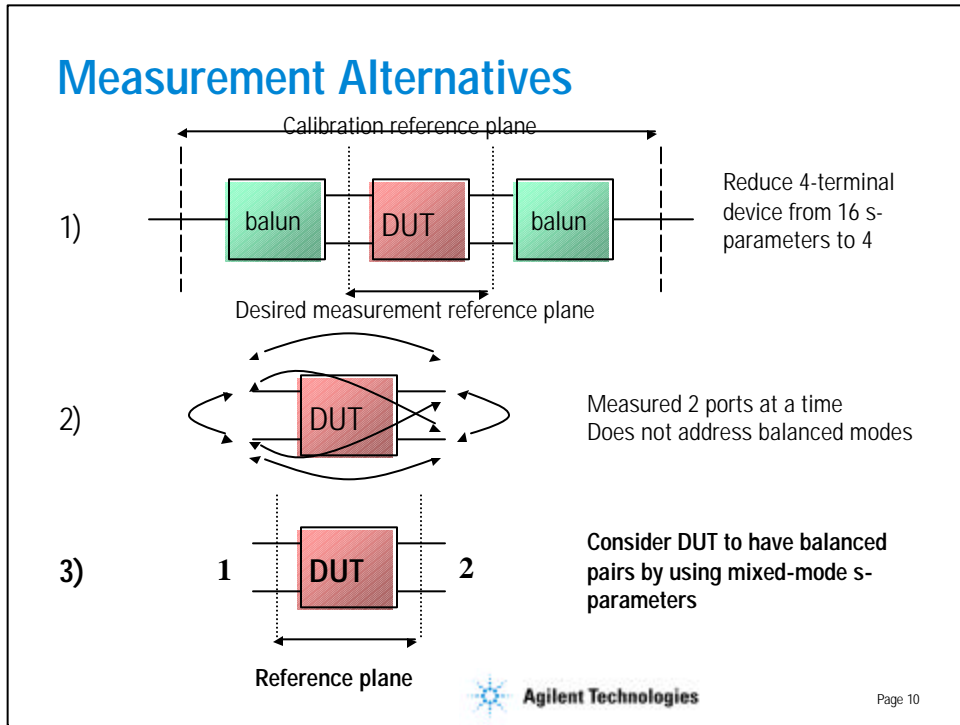 Measurement Alternatives
Calibration reference plane
1)
balun
DUT
balun
Reduce 4-terminal
device from 16 s-
parameters to 4
Desired measurement reference plane
2)
DUT
Measured 2 ports at a time
Does not address balanced modes
3)
1
DUT
2
Consider DUT to have balanced
pairs by using mixed-mode s-
parameters
Reference plane
Agilent Technologies
Page 10